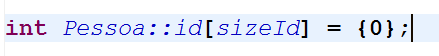 int Pessoa::id[sizeId] = {0};